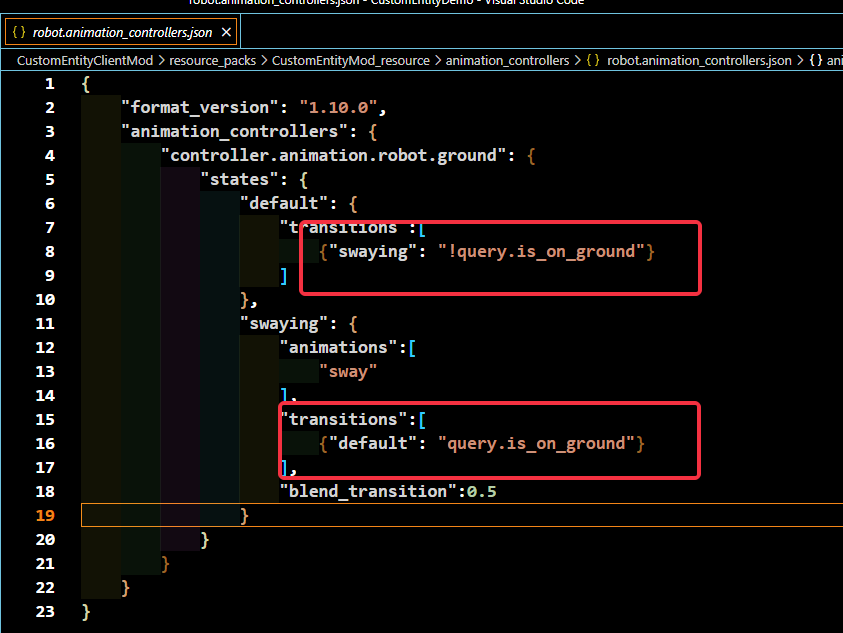 robot.animation_controllers.json - CustomEntityDemo - Visual Studio Code
{ } robot.animation_controllers.json ×
CustomEntityClientMod > resource_packs > CustomEntityMod_resource > animation_controllers > { } robot.animation_controllers.json > { } ani
1 {
2 "format_version": "1.10.0",
3 "animation_controllers": {
4 "controller.animation.robot.ground": {
5 "states": {
6 "default": {
7 "transitions":[
8 {"swaying": "!query.is_on_ground"}
9 ]
10 },
11 "swaying": {
12 "animations":[
13 "sway"
14 ],
15 "transitions":[
16 {"default": "query.is_on_ground"}
17 ],
18 "blend_transition":0.5
19 }
20 }
21 }
22 }
23 }